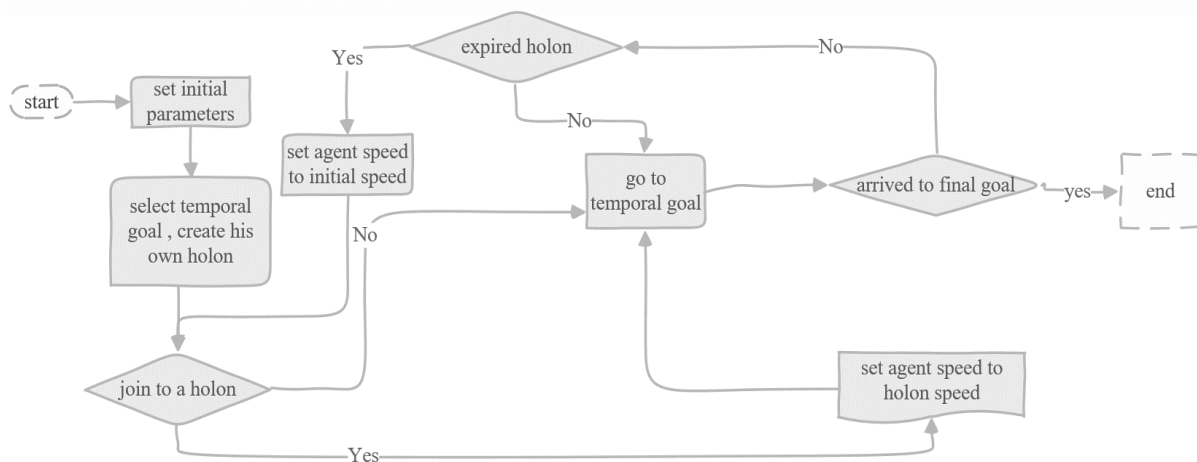 start
set initial
parameters
select temporal
goal , create his
own holon
join to a holon
Yes
set agent speed
to initial speed
No
expired holon
No
No
go to
temporal goal
arrived to final goal
yes
end
set agent speed to
holon speed
Yes